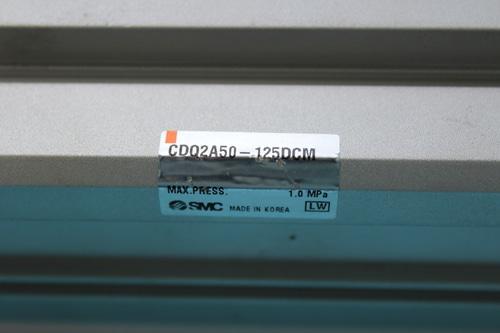 CDQ2A50-125DCM
MAX.PRESS. 1.0 MPa
SMC MADE IN KOREA LW